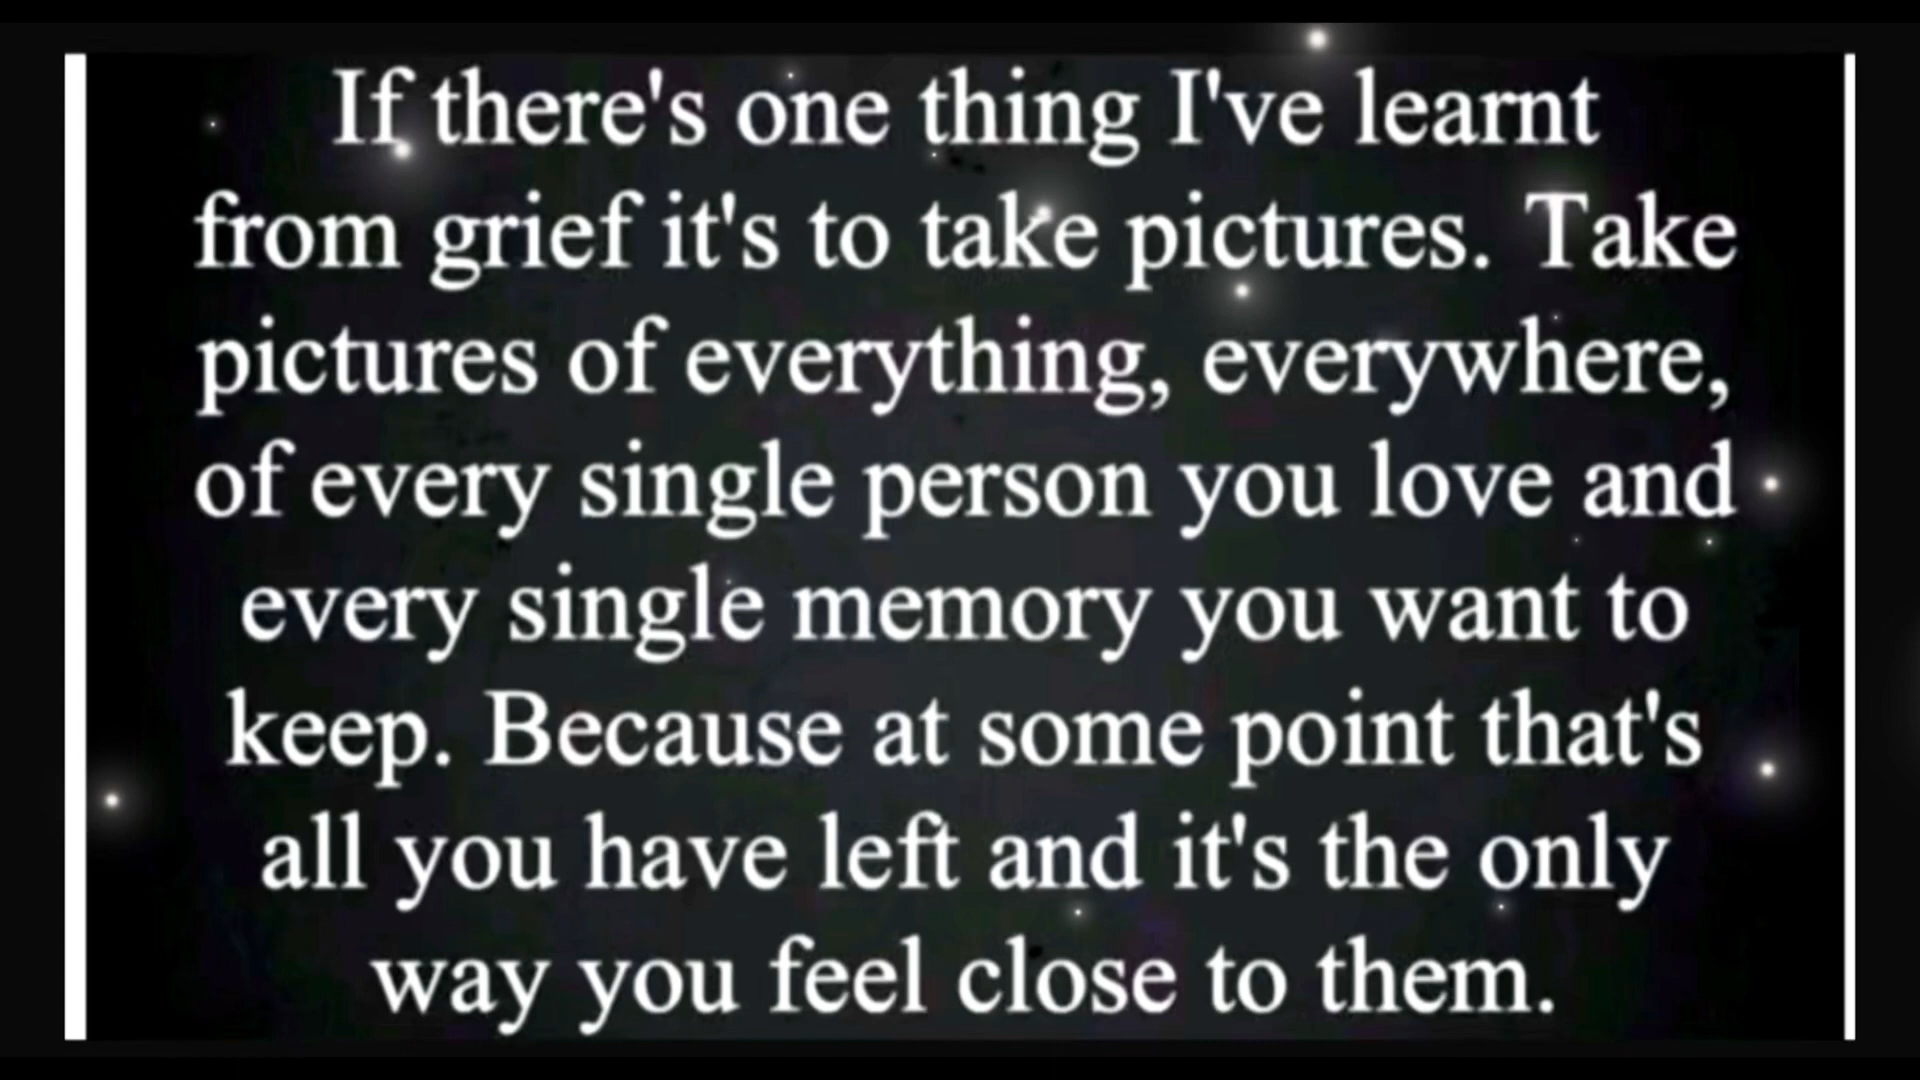 If there's one thing I've learnt
from grief it's to take pictures. Take
pictures of everything, everywhere,
of every single person you love and
every single memory you want to
keep. Because at some point that's
all you have left and it's the only
way you feel close to them.